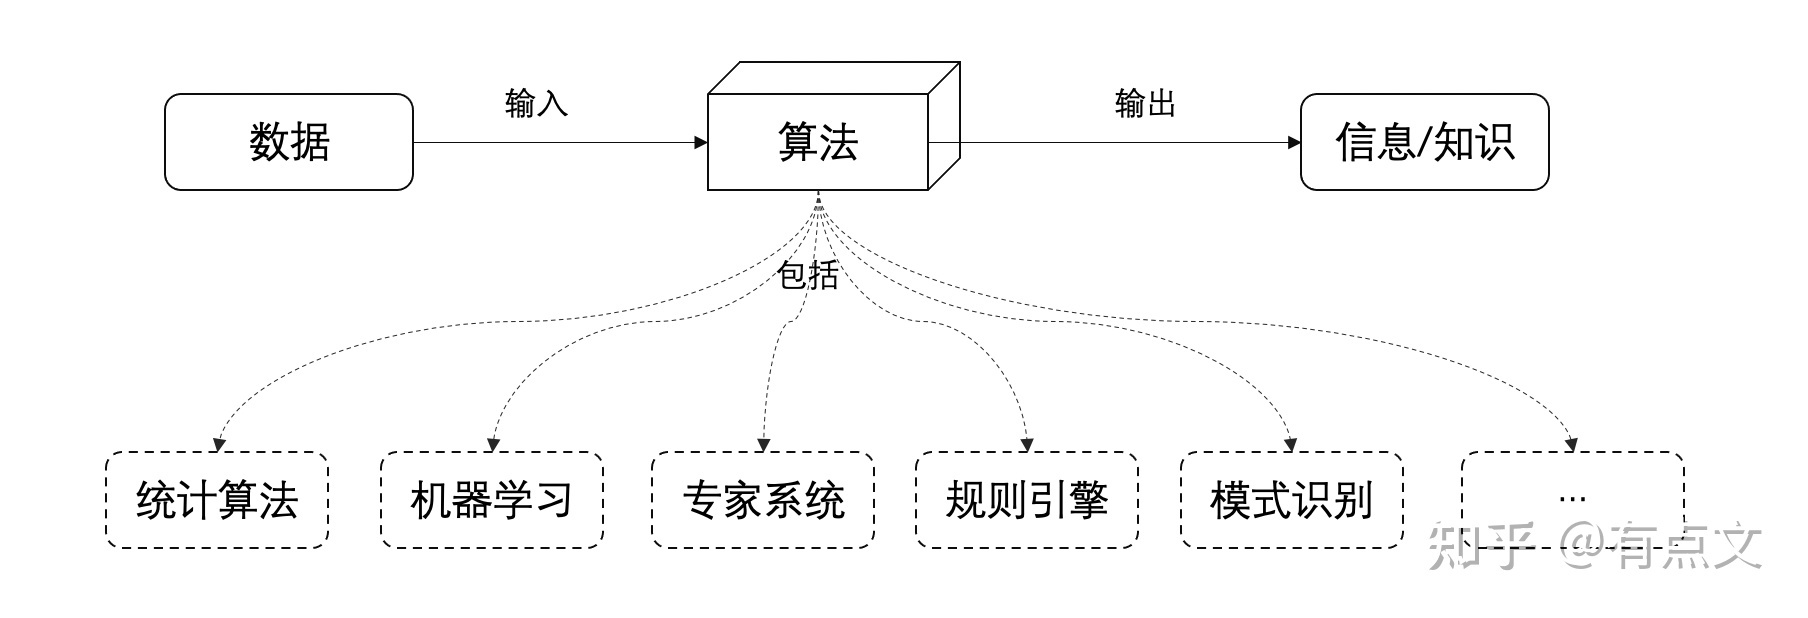 输入
输出
数据
算法
信息/知识
包括
统计算法
机器学习
专家系统
规则引擎
模式识别
...
知乎 @有点文